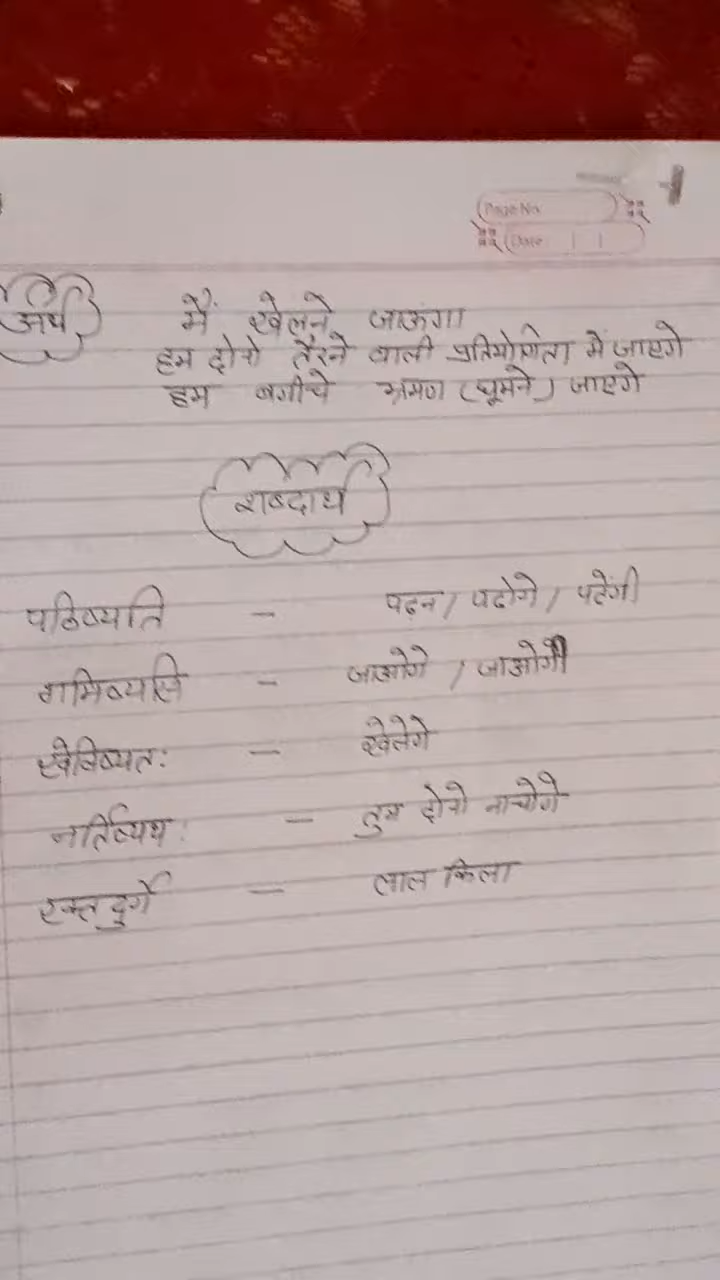 Page No
Date
अर्थ
मैं खेलने जाऊंगा
हम दोनो तैरने वाली प्रतियोगिता में जाएगे
हम बगीचे भ्रमण (घूमने) जाएगे
शब्दार्थ
पठिष्यति - पढ़न / पढोगे / पढेंगी
गमिष्यसि - जाओगे / जाओगी
खेलिष्यतः - खेलेगे
नर्तिष्यथः - तुम दोनो नाचोगे
रक्त दुर्गे - लाल किला